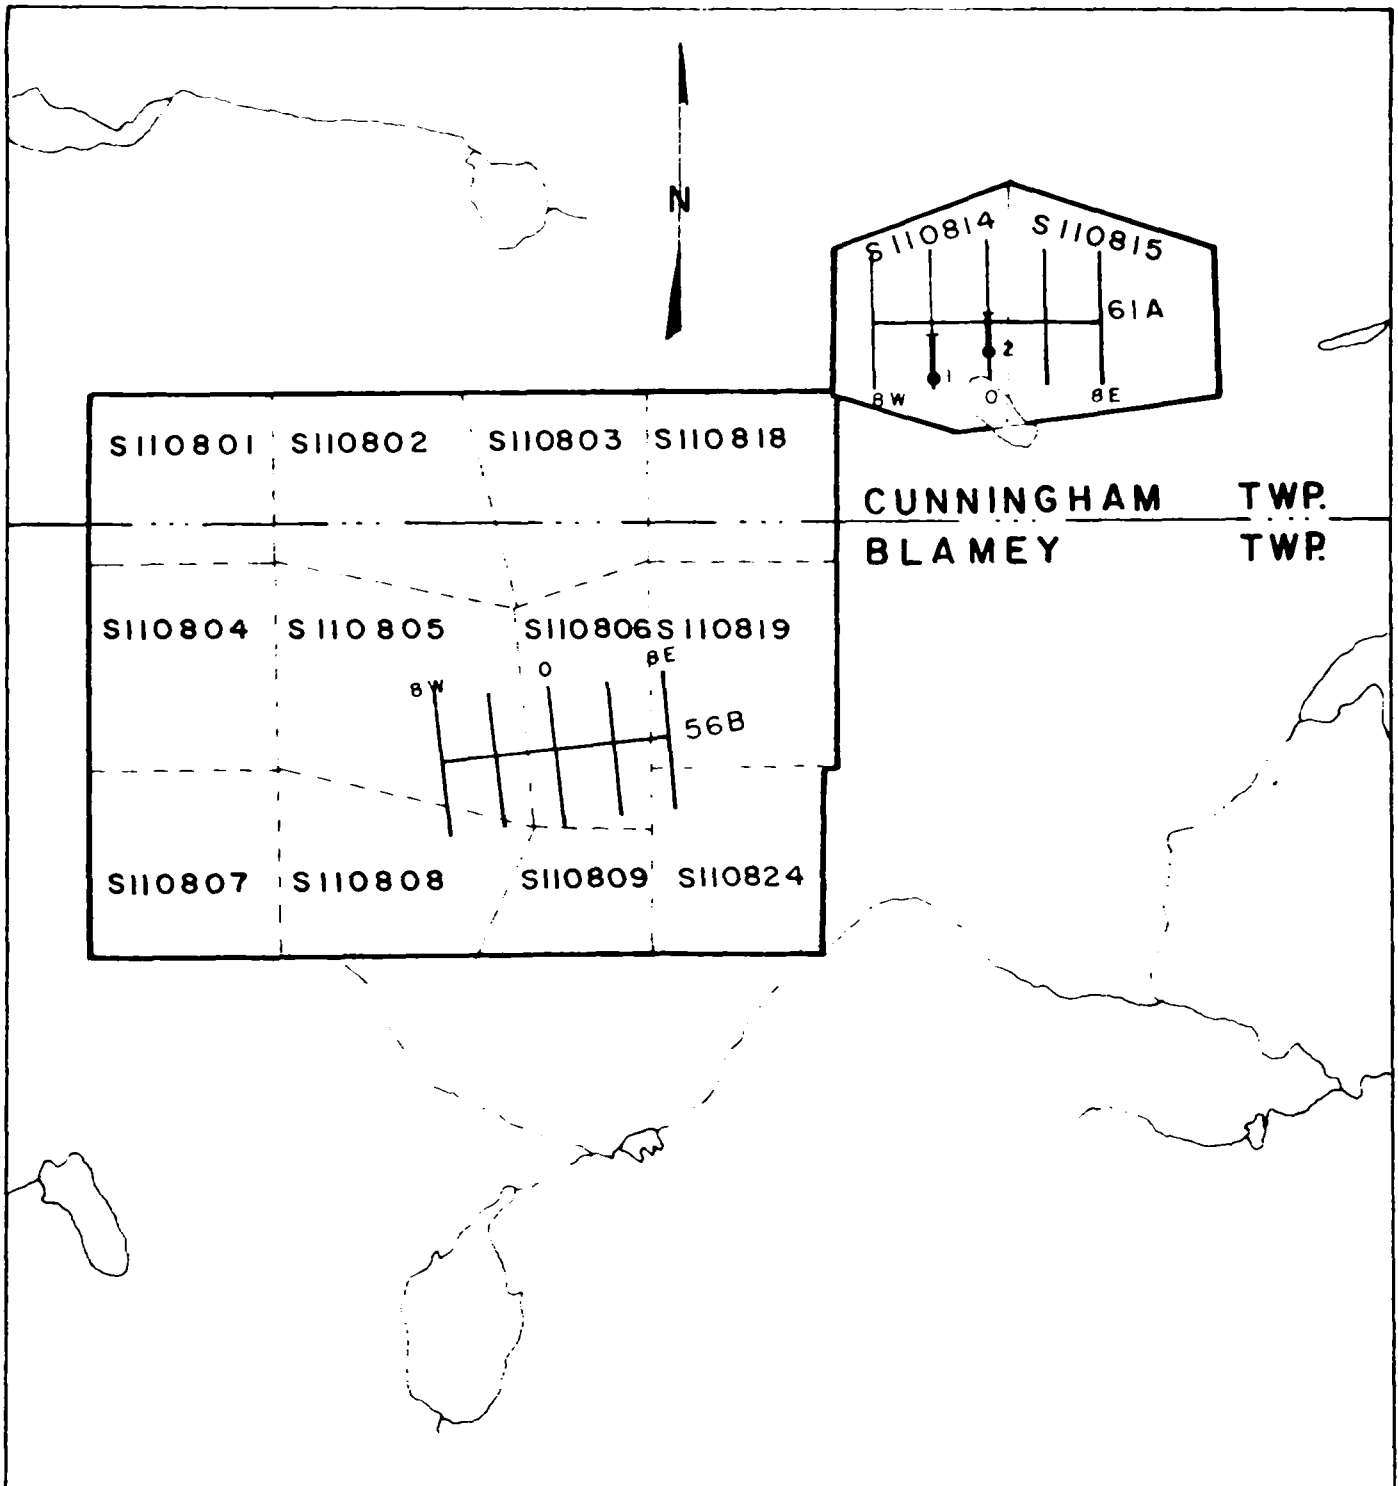 N
S110814 S110815
61A
2
1
8W 0 8E
S110801 S110802 S110803 S110818
CUNNINGHAM TWP.
BLAMEY TWP.
S110804 S110805 S110806 S110819
8W 0 8E
56B
S110807 S110808 S110809 S110824